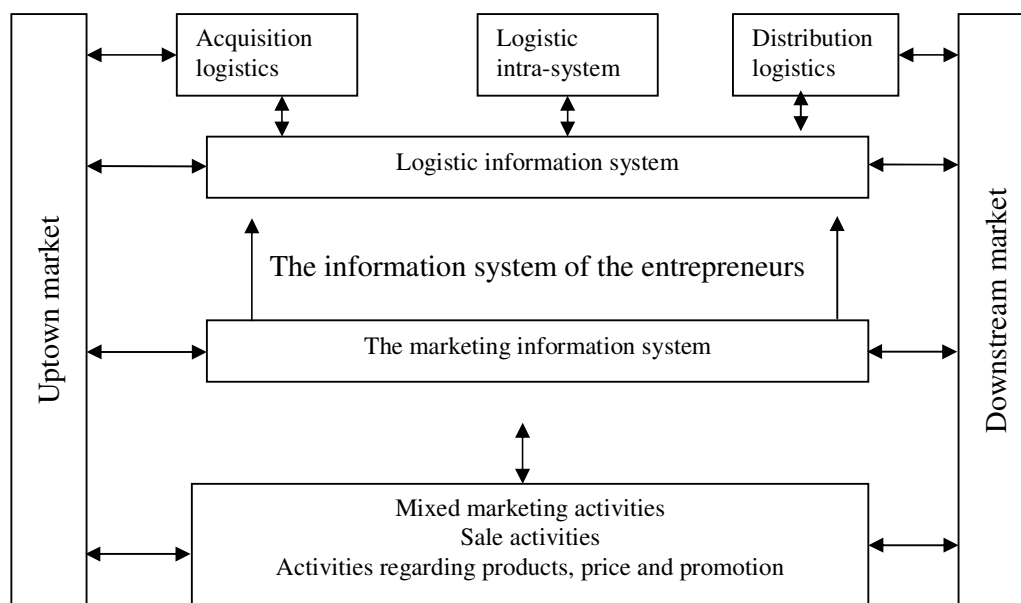 Acquisition
logistics
Logistic
intra-system
Distribution
logistics
Logistic information system
Uptown market
The information system of the entrepreneurs
Downstream market
The marketing information system
Mixed marketing activities
Sale activities
Activities regarding products, price and promotion